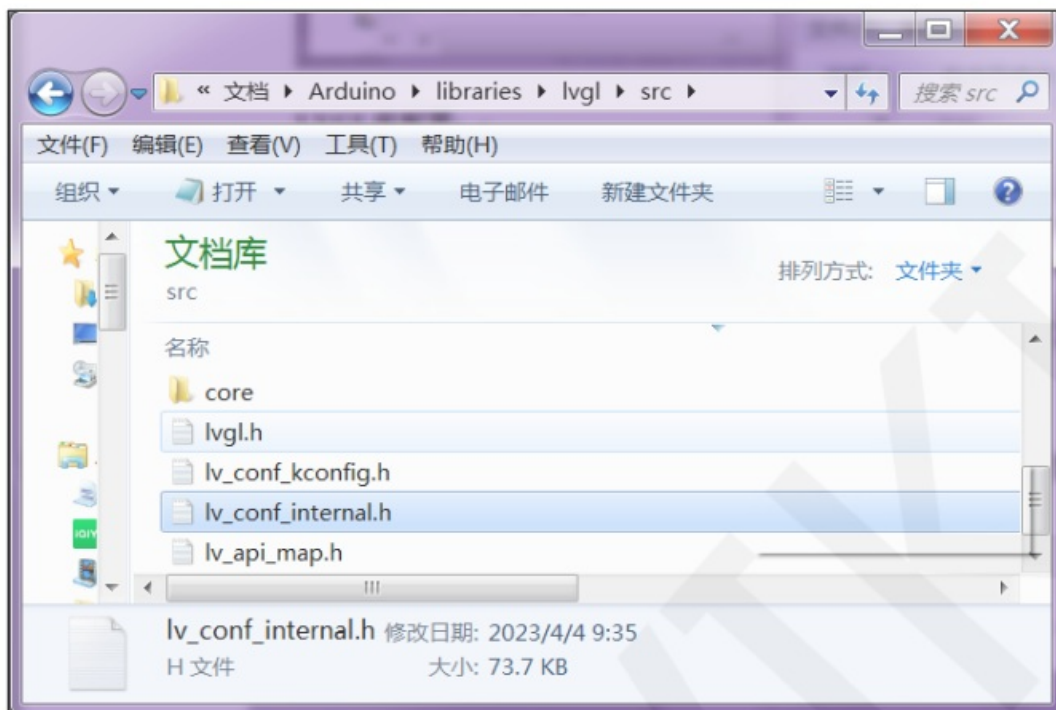 « 文档 ▸ Arduino ▸ libraries ▸ lvgl ▸ src ▸ 搜索 src
文件(F) 编辑(E) 查看(V) 工具(T) 帮助(H)
组织 打开 共享 电子邮件 新建文件夹
文档库
src
排列方式: 文件夹
名称
core
lvgl.h
lv_conf_kconfig.h
lv_conf_internal.h
lv_api_map.h
lv_conf_internal.h 修改日期: 2023/4/4 9:35
H 文件 大小: 73.7 KB